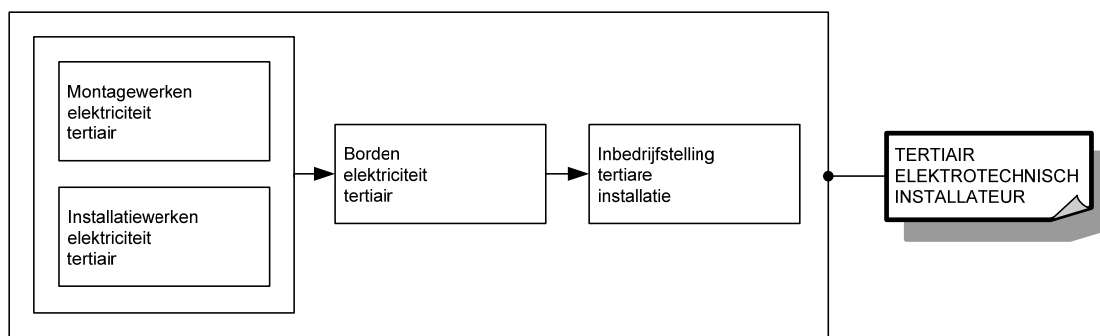 Montagewerken
elektriciteit
tertiair
Installatiewerken
elektriciteit
tertiair
Borden
elektriciteit
tertiair
Inbedrijfstelling
tertiare
installatie
TERTIAIR
ELEKTROTECHNISCH
INSTALLATEUR